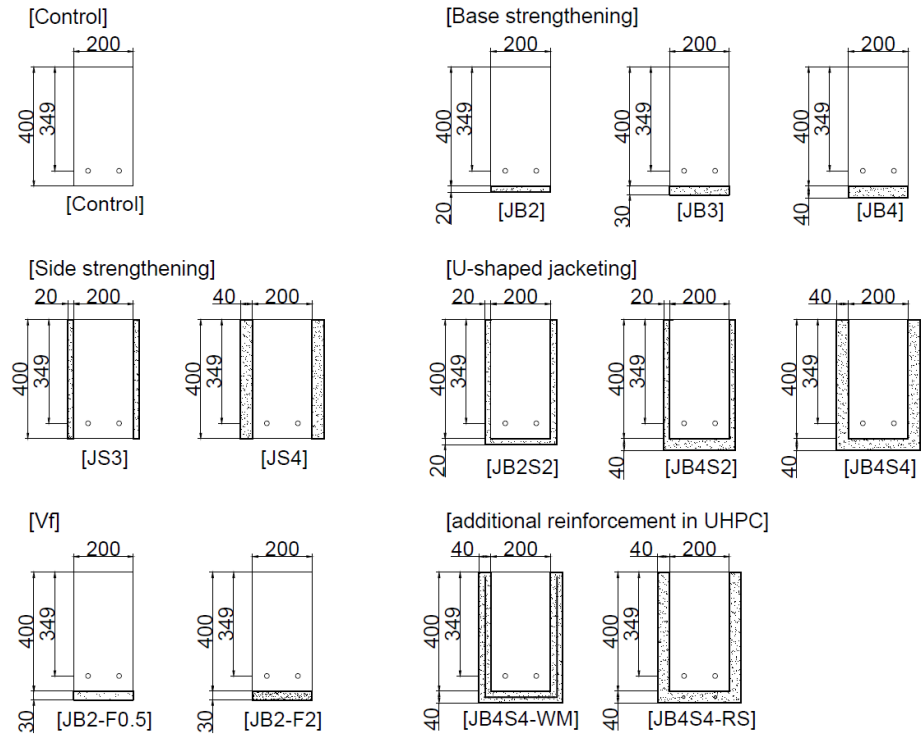 [Control]
200
400
349
[Control]
[Base strengthening]
200 200 200
400 349 400 349 400 349
20 30 40
[JB2] [JB3] [JB4]
[Side strengthening]
20 200 40 200
400 349 400 349
[JS3] [JS4]
[U-shaped jacketing]
20 200 20 200 40 200
400 349 400 349 400 349
20 40 40
[JB2S2] [JB4S2] [JB4S4]
[Vf]
200 200
400 349 400 349
30 30
[JB2-F0.5] [JB2-F2]
[additional reinforcement in UHPC]
40 200 40 200
400 349 400 349
40 40
[JB4S4-WM] [JB4S4-RS]